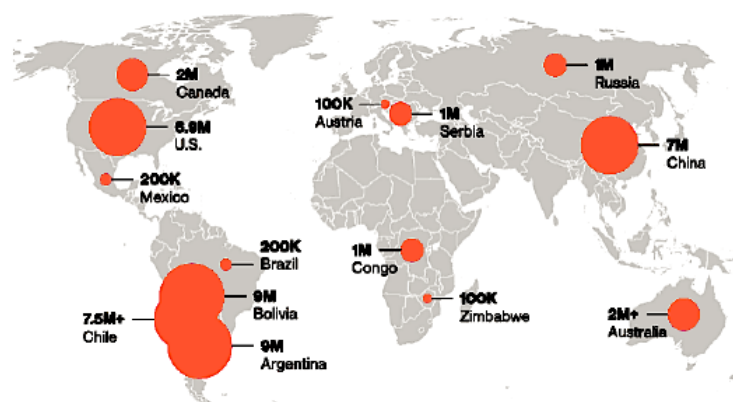 2M
Canada
6.9M
U.S.
200K
Mexico
200K
Brazil
9M
Bolivia
7.5M+
Chile
9M
Argentina
100K
Austria
1M
Serbia
1M
Russia
7M
China
1M
Congo
100K
Zimbabwe
2M+
Australia